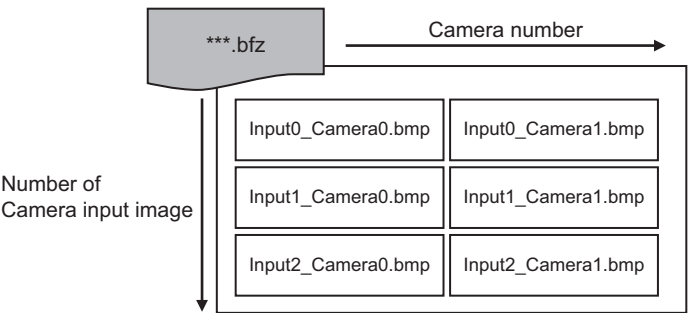 ***.bfz
Camera number
Input0_Camera0.bmp
Input0_Camera1.bmp
Number of
Camera input image
Input1_Camera0.bmp
Input1_Camera1.bmp
Input2_Camera0.bmp
Input2_Camera1.bmp